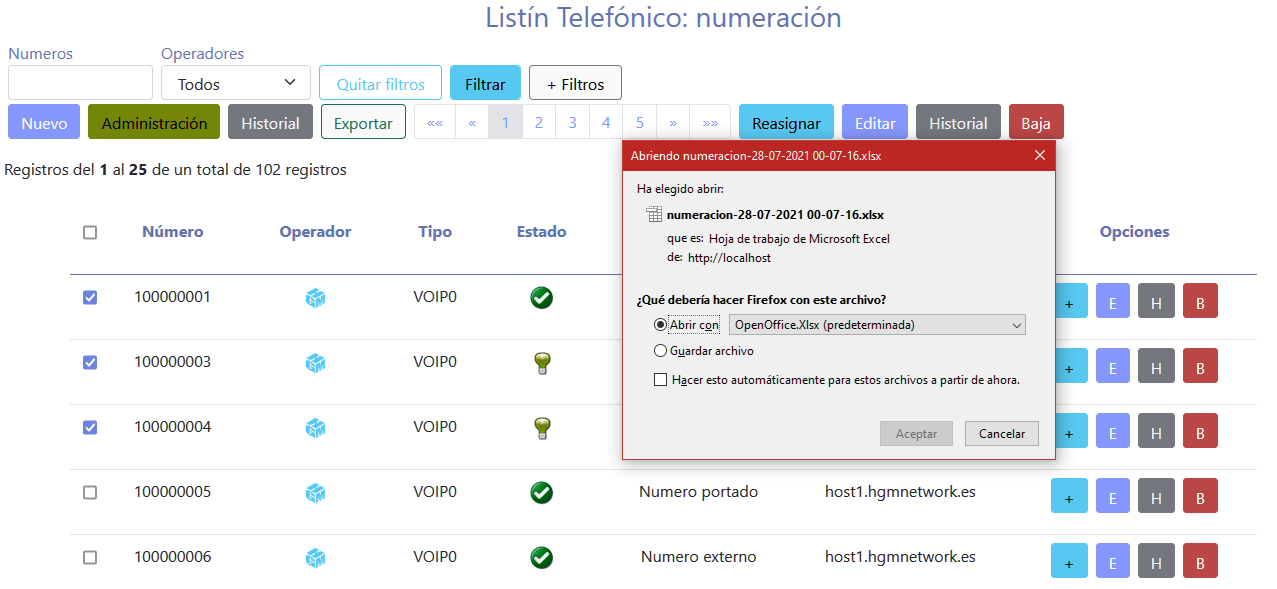 Listín Telefónico: numeración
Numeros Operadores
Todos Quitar filtros Filtrar + Filtros
Nuevo Administración Historial Exportar «« « 1 2 3 4 5 » »» Reasignar Editar Historial Baja
Registros del 1 al 25 de un total de 102 registros
Abriendo numeracion-28-07-2021 00-07-16.xlsx
Ha elegido abrir:
numeracion-28-07-2021 00-07-16.xlsx
que es: Hoja de trabajo de Microsoft Excel
de: http://localhost
¿Qué debería hacer Firefox con este archivo?
Abrir con OpenOffice.Xlsx (predeterminada)
Guardar archivo
Hacer esto automáticamente para estos archivos a partir de ahora.
Aceptar Cancelar
Número Operador Tipo Estado Opciones
100000001 VOIP0 + E H B
100000003 VOIP0 + E H B
100000004 VOIP0 + E H B
100000005 VOIP0 Numero portado host1.hgmnetwork.es + E H B
100000006 VOIP0 Numero externo host1.hgmnetwork.es + E H B